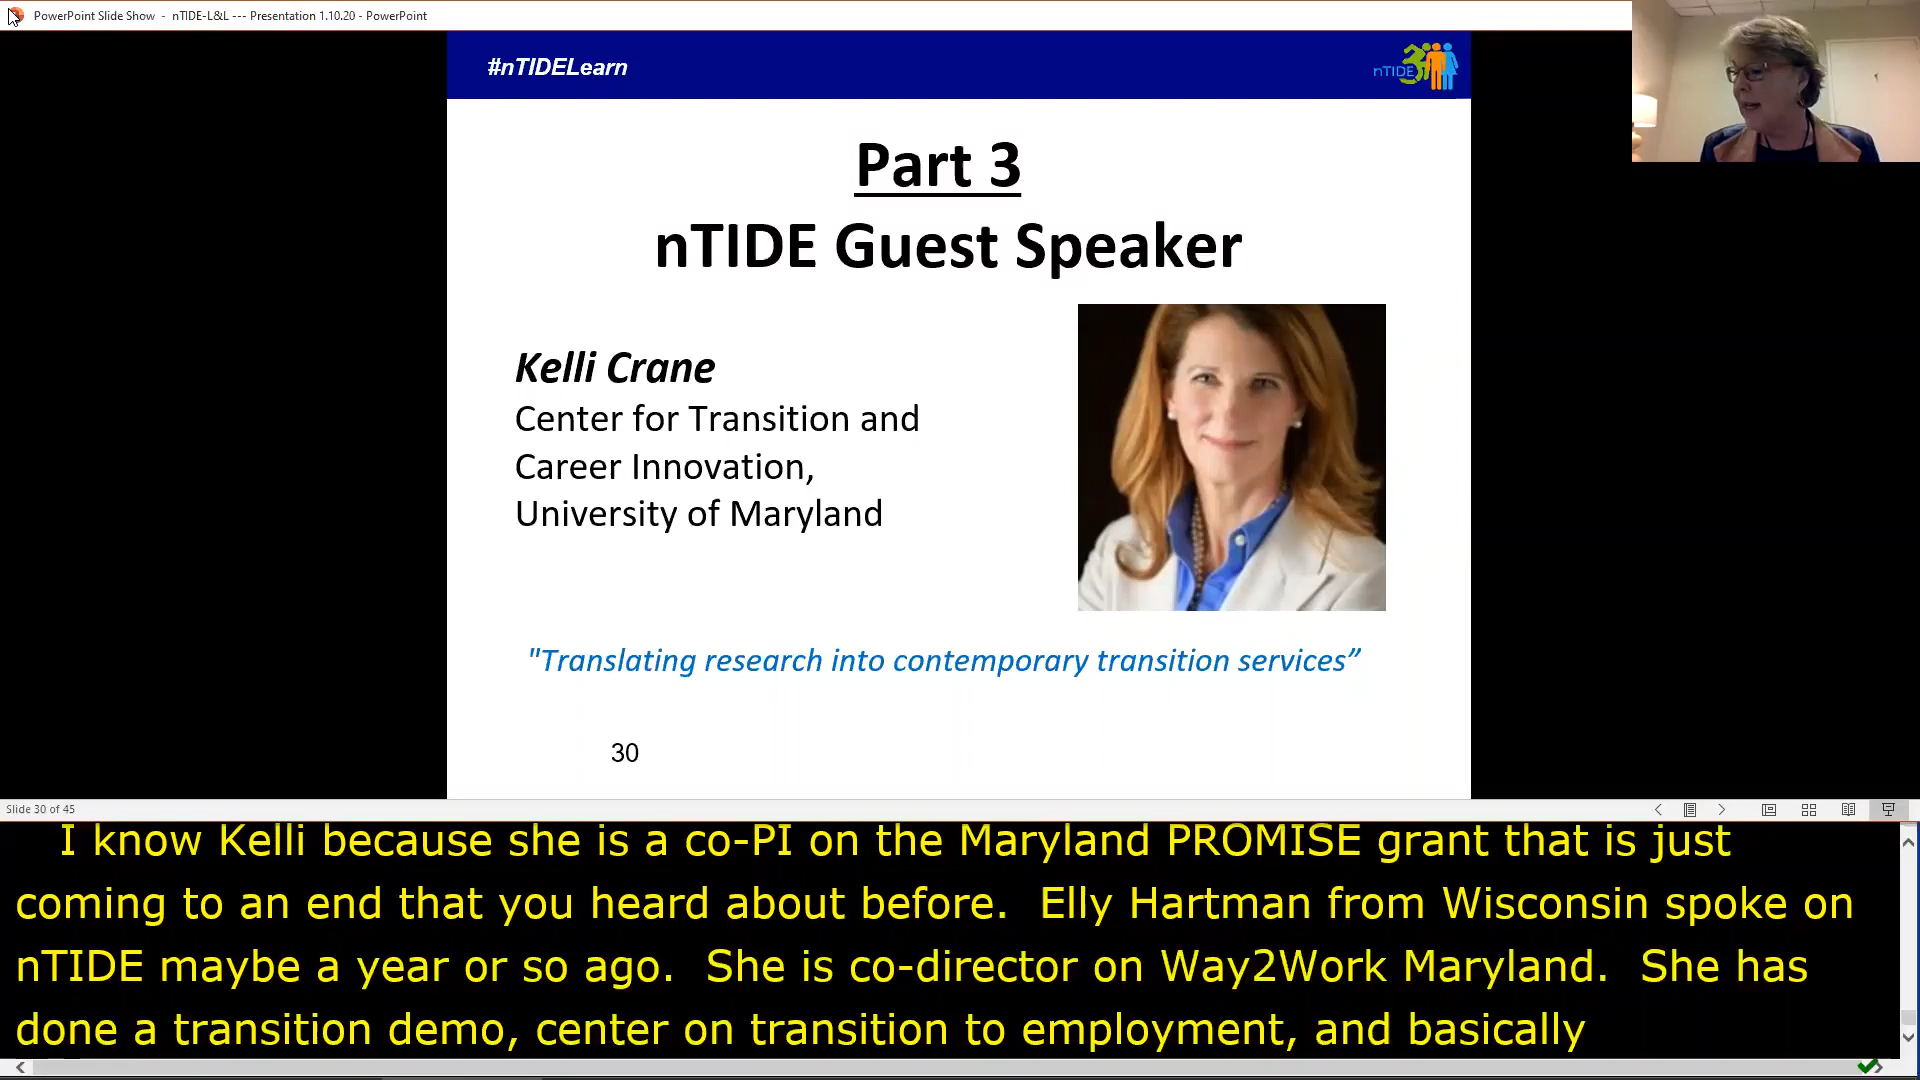 PowerPoint Slide Show - nTIDE-L&L --- Presentation 1.10.20 - PowerPoint
#nTIDELearn
nTIDE
Part 3
nTIDE Guest Speaker
Kelli Crane
Center for Transition and
Career Innovation,
University of Maryland
"Translating research into contemporary transition services”
30
Slide 30 of 45
I know Kelli because she is a co-PI on the Maryland PROMISE grant that is just
coming to an end that you heard about before. Elly Hartman from Wisconsin spoke on
nTIDE maybe a year or so ago. She is co-director on Way2Work Maryland. She has
done a transition demo, center on transition to employment, and basically